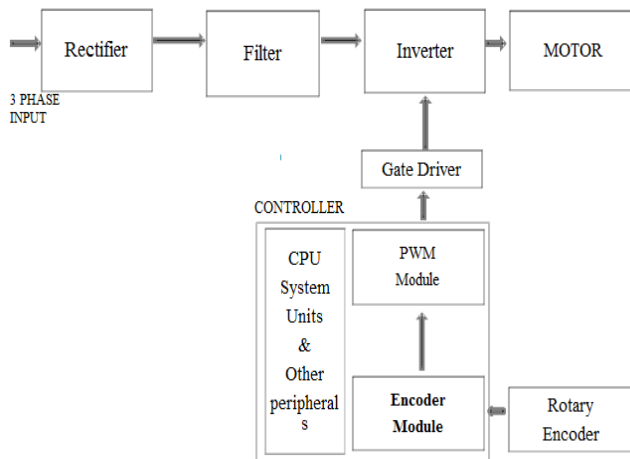 Rectifier
Filter
Inverter
MOTOR
3 PHASE
INPUT
Gate Driver
CONTROLLER
CPU
System
Units
&
Other
peripheral
s
PWM
Module
Encoder
Module
Rotary
Encoder